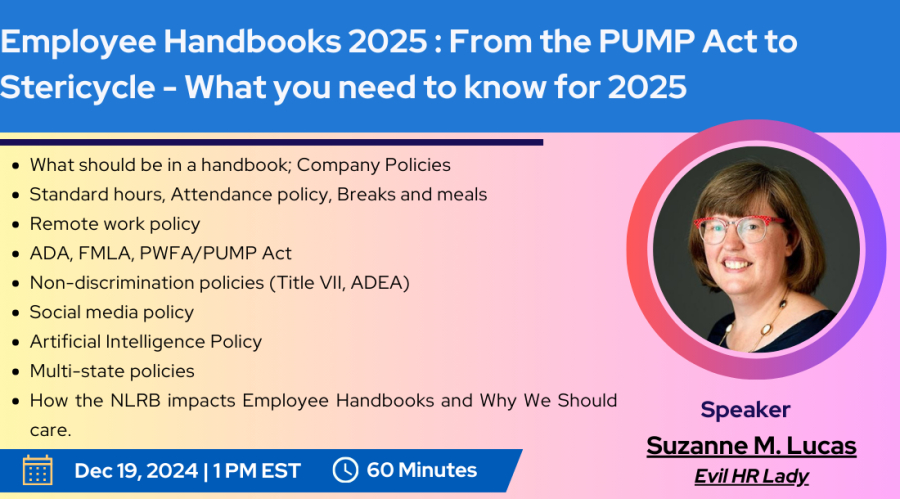 Employee Handbooks 2025 : From the PUMP Act to
Stericycle - What you need to know for 2025
• What should be in a handbook; Company Policies
• Standard hours, Attendance policy, Breaks and meals
• Remote work policy
• ADA, FMLA, PWFA/PUMP Act
• Non-discrimination policies (Title VII, ADEA)
• Social media policy
• Artificial Intelligence Policy
• Multi-state policies
• How the NLRB impacts Employee Handbooks and Why We Should
care.
Dec 19, 2024 | 1 PM EST
60 Minutes
Speaker
Suzanne M. Lucas
Evil HR Lady